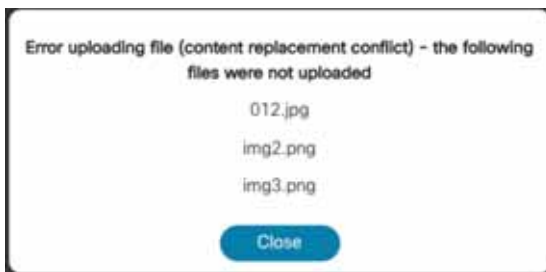 Error uploading file (content replacement conflict) - the following
files were not uploaded
012.jpg
img2.png
img3.png
Close